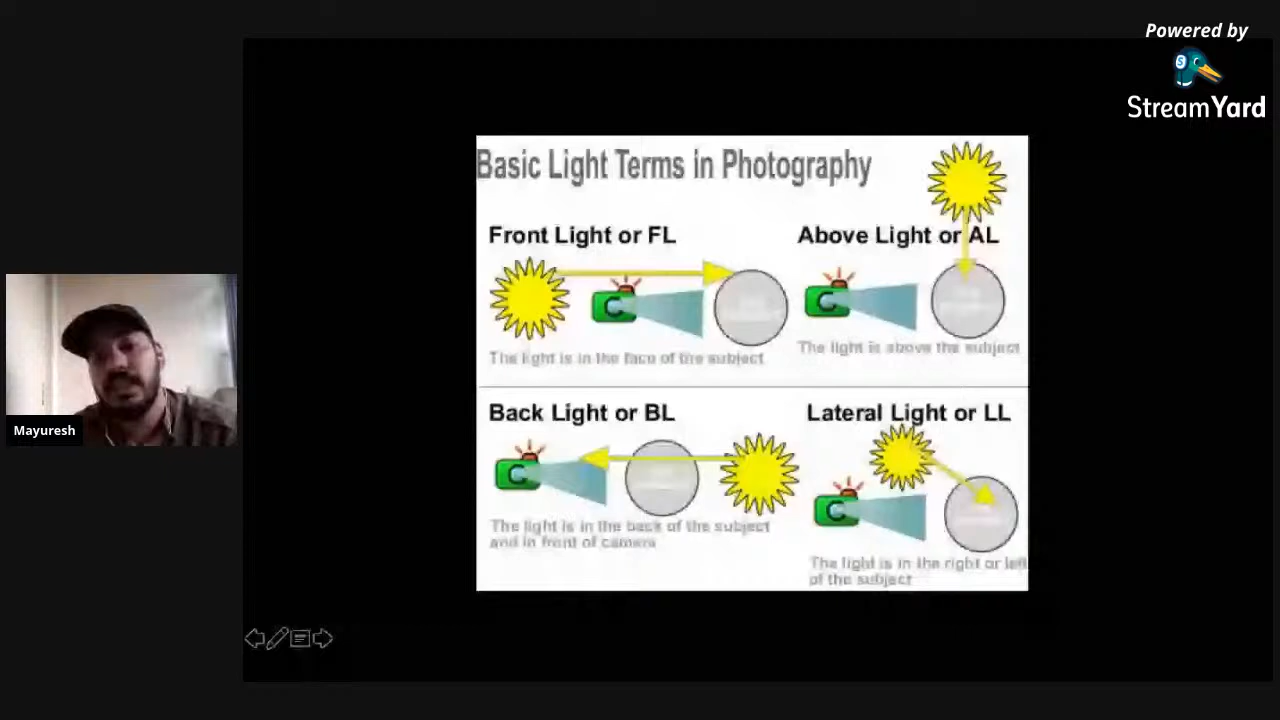 Powered by
StreamYard
Basic Light Terms in Photography
Front Light or FL
Above Light or AL
The light is in the face of the subject
The light is above the subject
Back Light or BL
Lateral Light or LL
The light is in the back of the subject
and in front of camera
The light is in the right or left
of the subject
Mayuresh